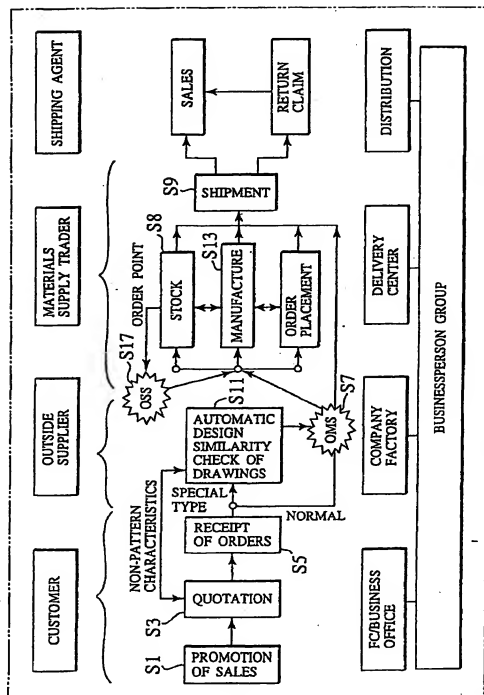 CUSTOMER
OUTSIDE
SUPPLIER
MATERIALS
SUPPLY TRADER
SHIPPING AGENT
NON-PATTERN
CHARACTERISTICS
S17
OSS
ORDER POINT
S8
STOCK
S9
SHIPMENT
SALES
RETURN
CLAIM
S13
MANUFACTURE
ORDER
PLACEMENT
S11
AUTOMATIC
DESIGN
SIMILARITY
CHECK OF
DRAWINGS
SPECIAL
TYPE
NORMAL
S7
QMS
S1
PROMOTION
OF SALES
S3
QUOTATION
RECEIPT
OF ORDERS
S5
FC/BUSINESS
OFFICE
COMPANY
FACTORY
DELIVERY
CENTER
DISTRIBUTION
BUSINESSPERSON GROUP